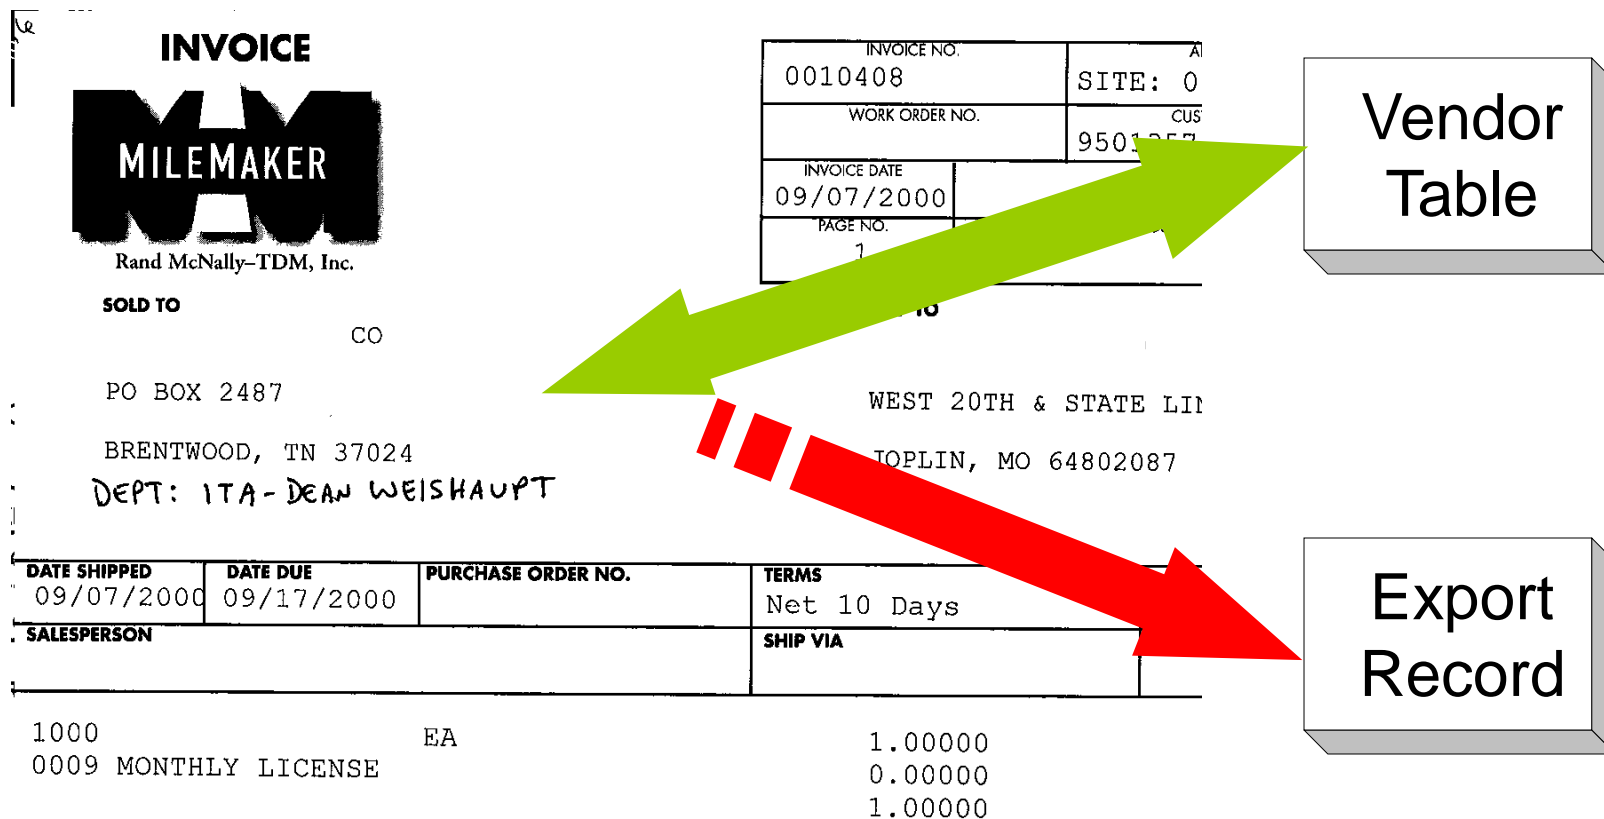 INVOICE
MILEMAKER
Rand McNally–TDM, Inc.
INVOICE NO.
0010408
SITE: 0
WORK ORDER NO.
INVOICE DATE
09/07/2000
PAGE NO.
1
Vendor
Table
SOLD TO
CO
PO BOX 2487
BRENTWOOD, TN 37024
DEPT: ITA - DEAN WEISHAUPT
WEST 20TH & STATE
JOPLIN, MO 64802087
DATE SHIPPED
09/07/2000
DATE DUE
09/17/2000
PURCHASE ORDER NO.
TERMS
Net 10 Days
SALESPERSON
SHIP VIA
Export
Record
1000 EA 1.00000
0009 MONTHLY LICENSE 0.00000
1.00000